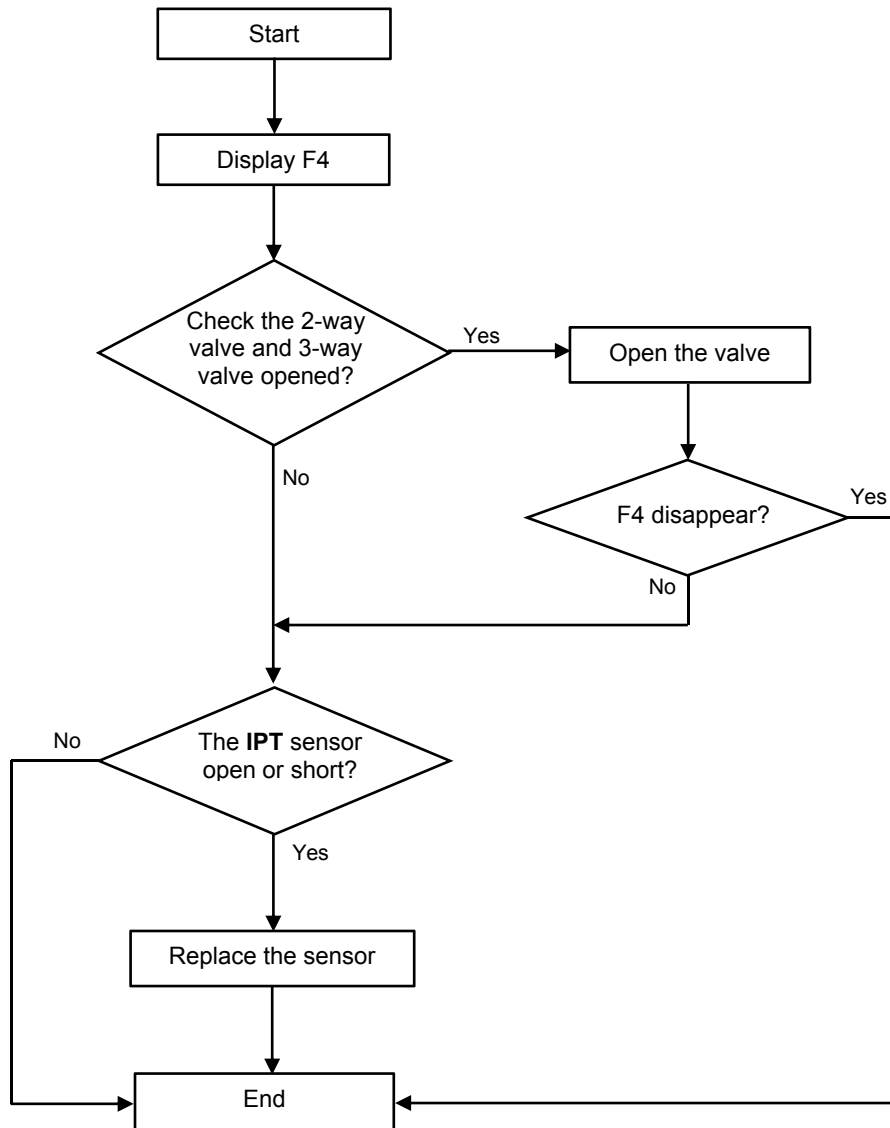 Start
Display F4
Check the 2-way
valve and 3-way
valve opened?
Yes
Open the valve
No
F4 disappear?
Yes
No
No
The IPT sensor
open or short?
Yes
Replace the sensor
End